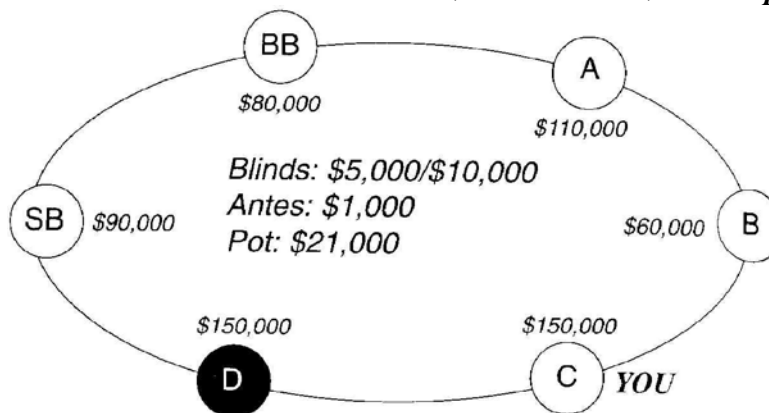 BB
A
$80,000
$110,000
Blinds: $5,000/$10,000
Antes: $1,000
Pot: $21,000
SB
$90,000
$60,000
B
$150,000
$150,000
D
C
YOU